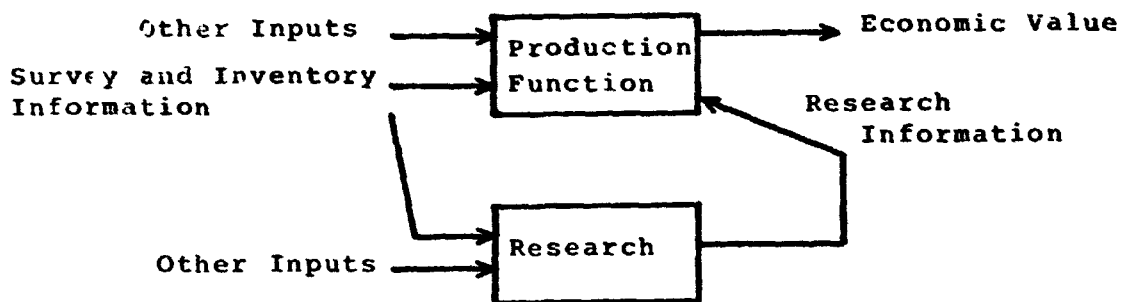 Other Inputs
Economic Value
Production
Function
Survey and Inventory
Information
Research
Information
Research
Other Inputs